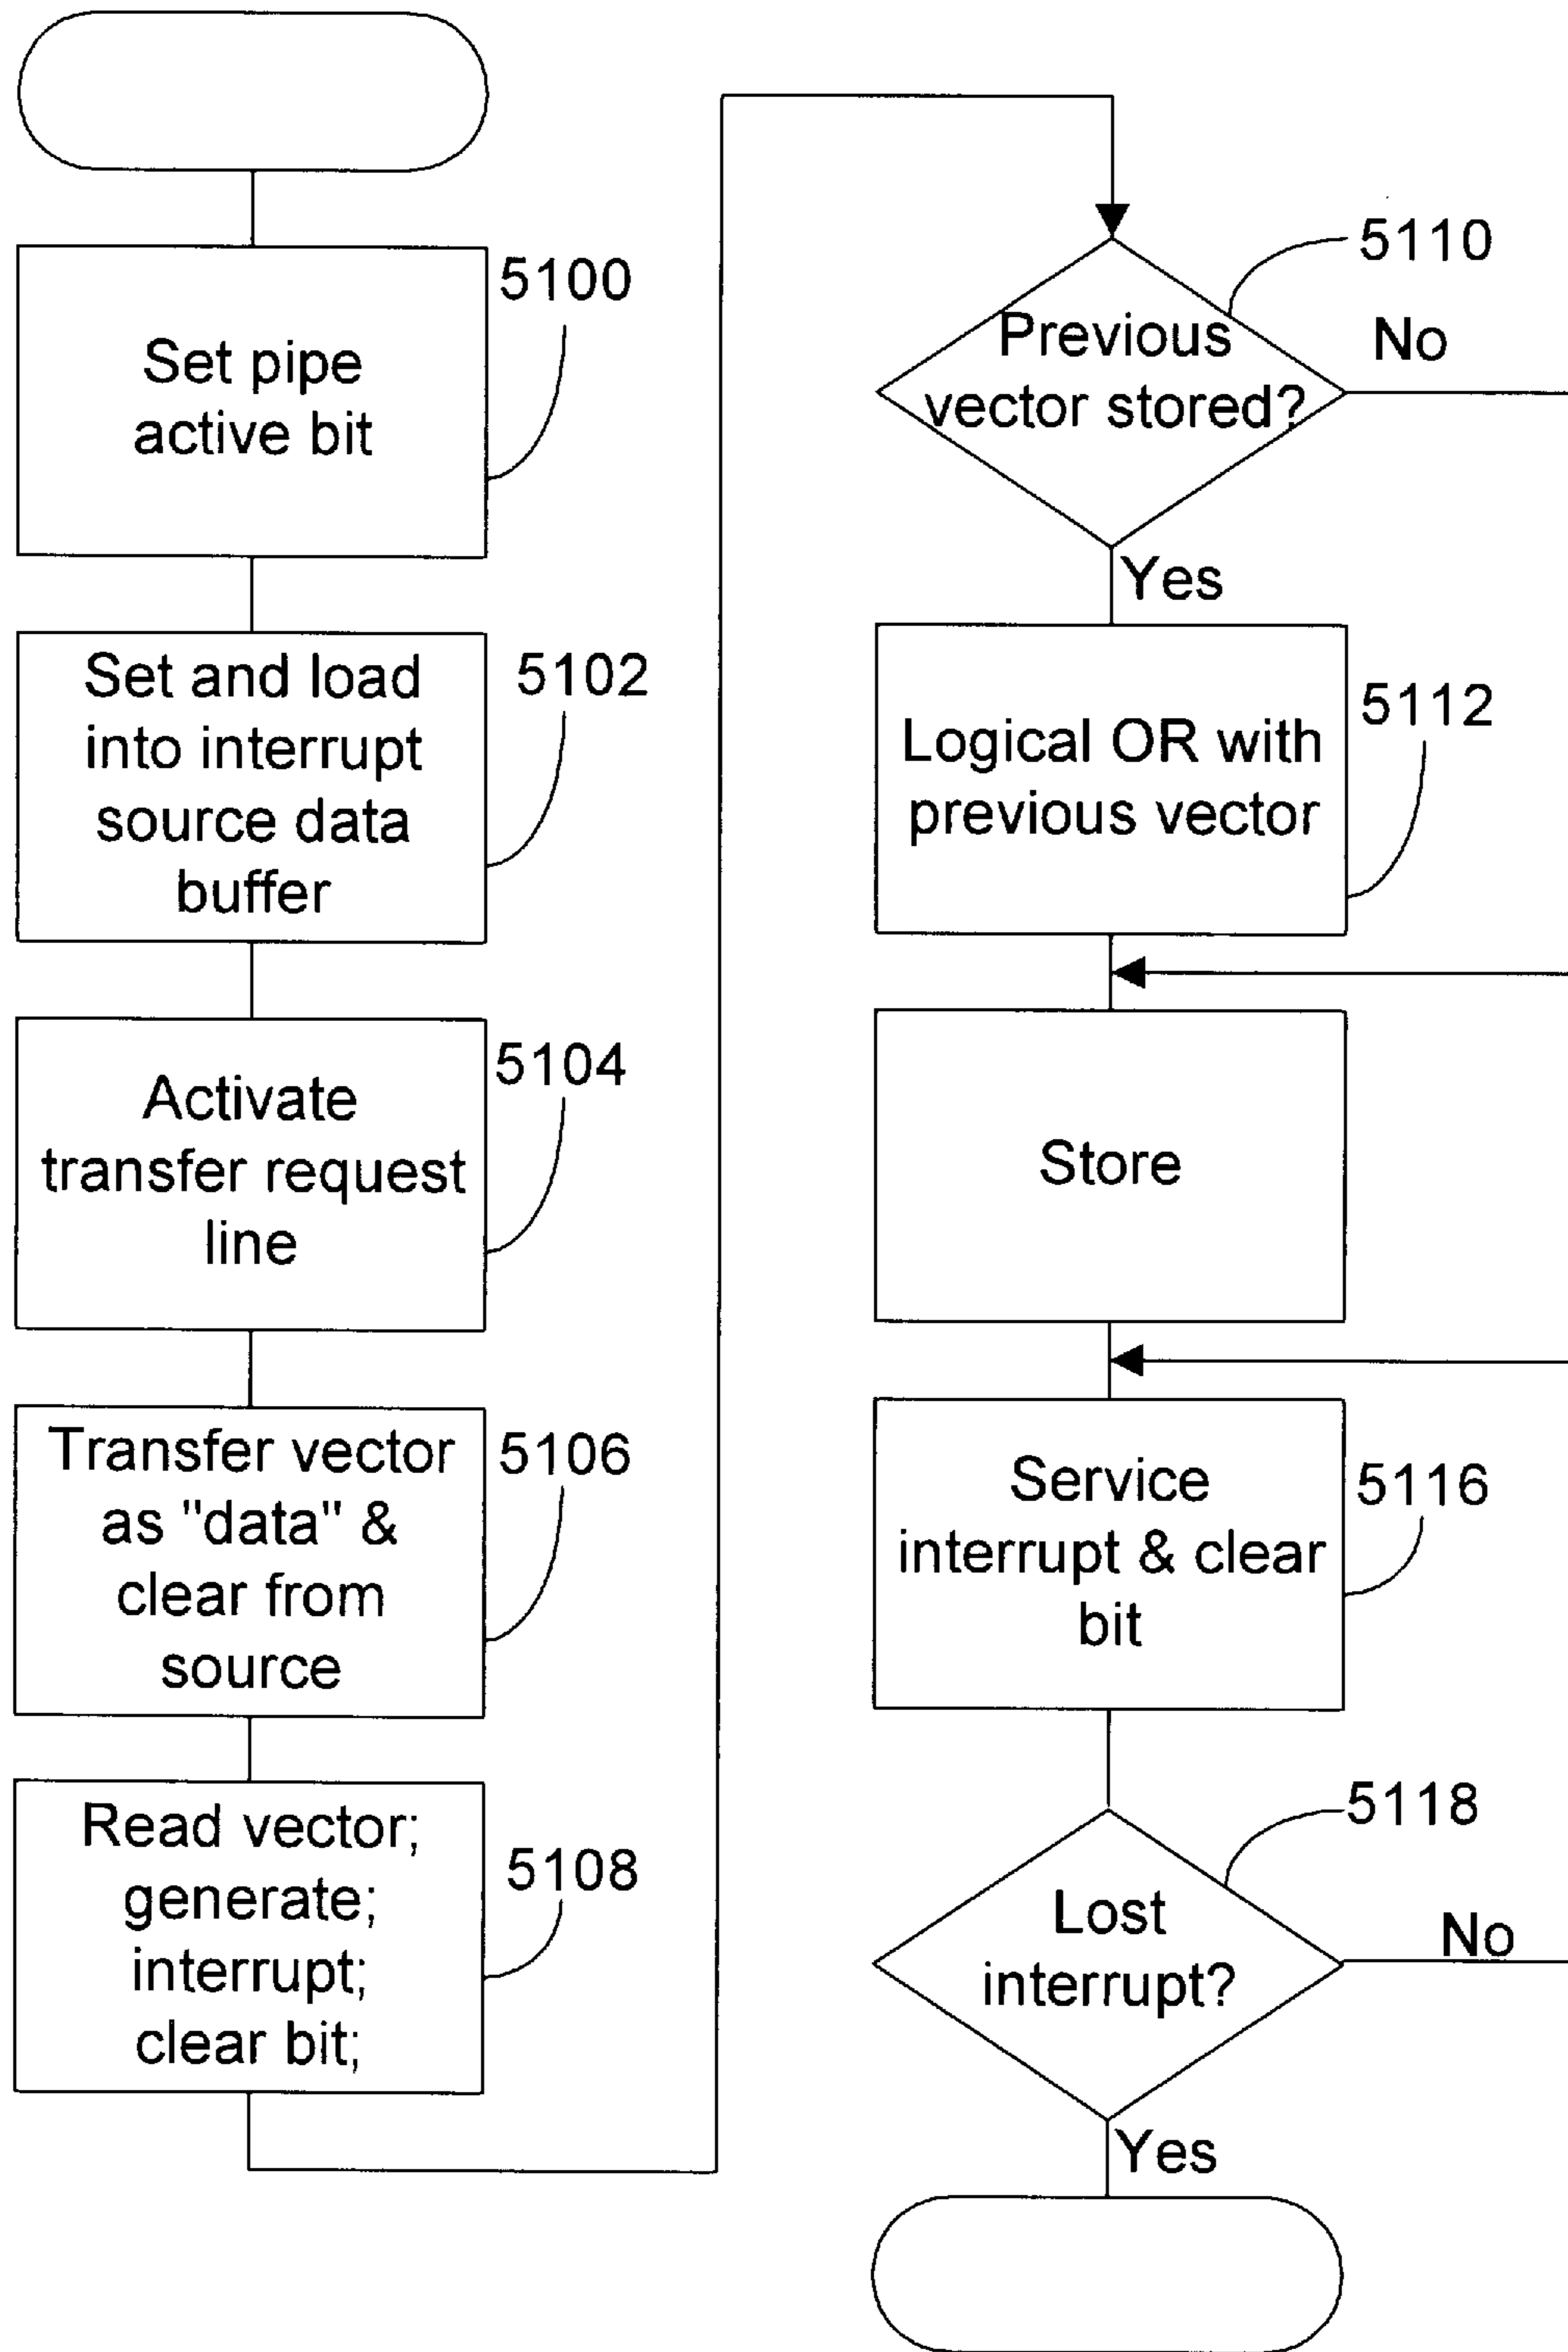 Set pipe
active bit
5100
Set and load
into interrupt
source data
buffer
5102
Activate
transfer request
line
5104
Transfer vector
as "data" &
clear from
source
5106
Read vector;
generate;
interrupt;
clear bit;
5108
Previous
vector stored?
5110
No
Yes
Logical OR with
previous vector
5112
Store
Service
interrupt & clear
bit
5116
Lost
interrupt?
5118
No
Yes